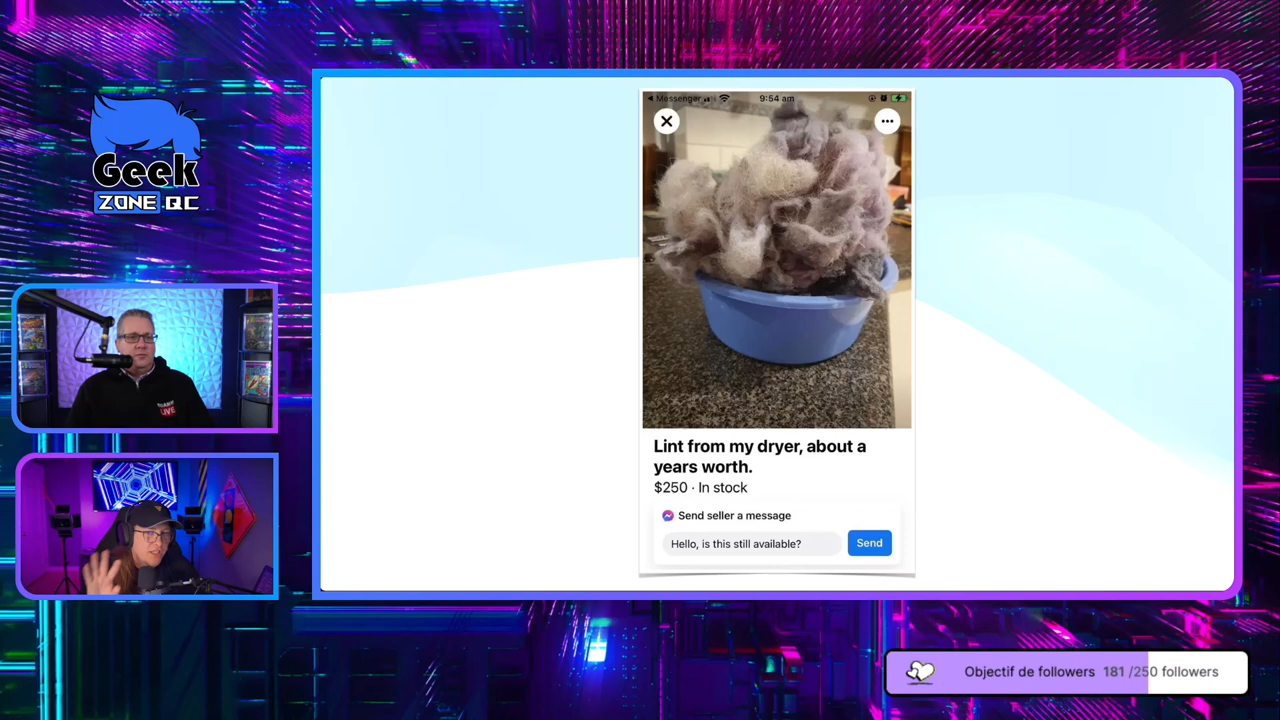 Geek
ZONE QC
LIVE
Messenger
9:54 am
Lint from my dryer, about a
years worth.
$250 · In stock
Send seller a message
Hello, is this still available?
Send
Objectif de followers 181 /250 followers